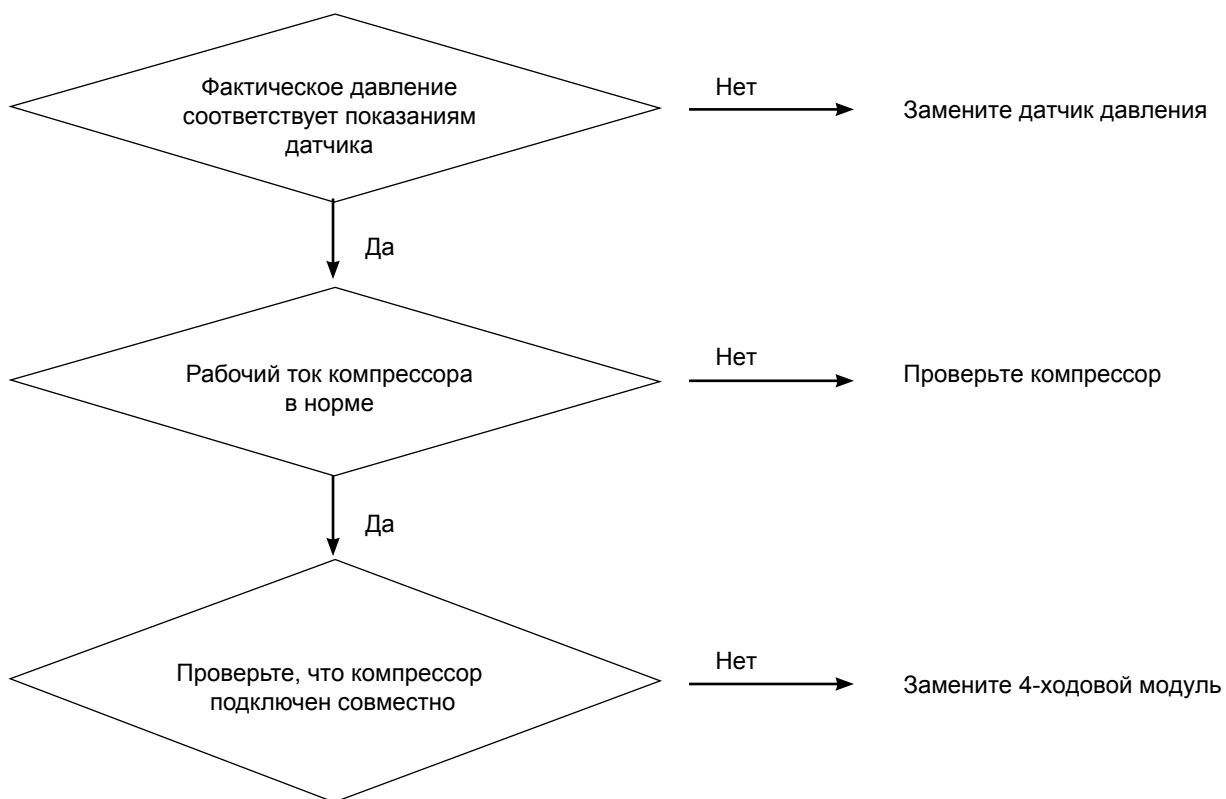 Фактическое давление
соответствует показаниям
датчика
Нет
Замените датчик давления
Да
Рабочий ток компрессора
в норме
Нет
Проверьте компрессор
Да
Проверьте, что компрессор
подключен совместно
Нет
Замените 4-ходовой модуль